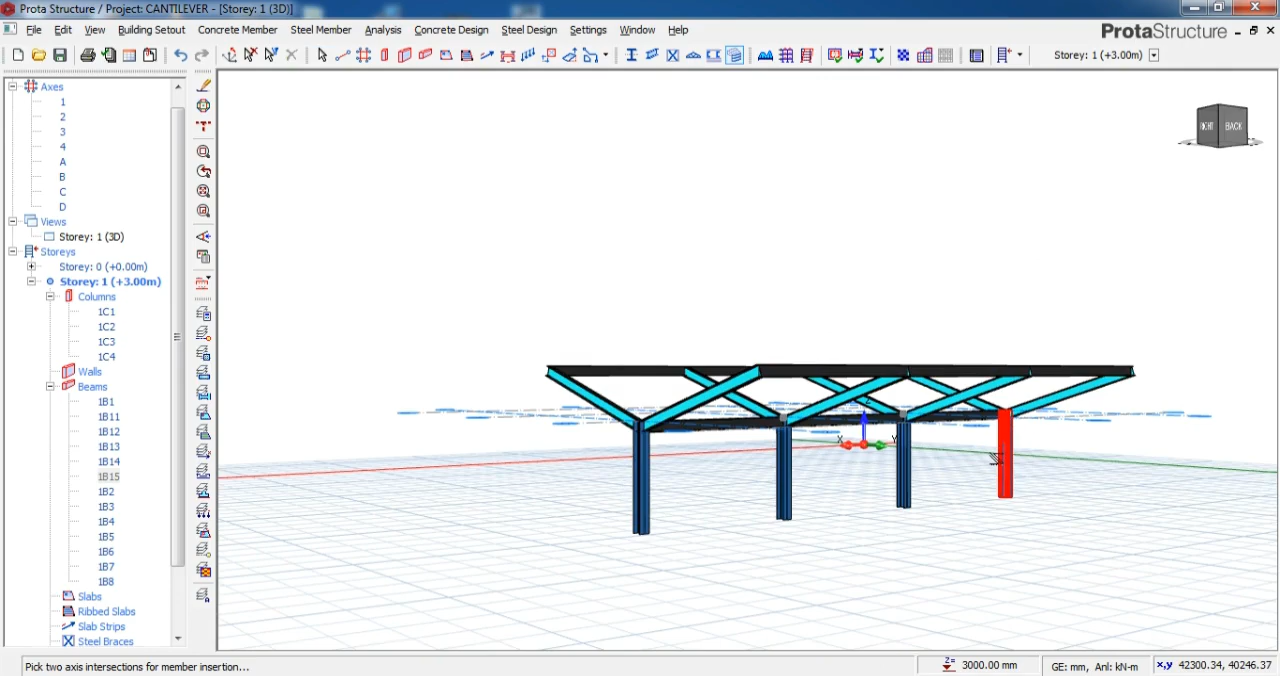 Prota Structure / Project: CANTILEVER - [Storey: 1 (3D)]
File Edit View Building Setout Concrete Member Steel Member Analysis Concrete Design Steel Design Settings Window Help
ProtaStructure
Storey: 1 (+3.00m)
Axes
1
2
3
4
A
B
C
D
Views
Storey: 1 (3D)
Storeys
Storey: 0 (+0.00m)
Storey: 1 (+3.00m)
Columns
1C1
1C2
1C3
1C4
Walls
Beams
1B1
1B11
1B12
1B13
1B14
1B15
1B2
1B3
1B4
1B5
1B6
1B7
1B8
Slabs
Ribbed Slabs
Slab Strips
Steel Braces
RIGHT BACK
X Y
Pick two axis intersections for member insertion...
Z= 3000.00 mm
GE: mm, Anl: kN-m
x,y 42300.34, 40246.37